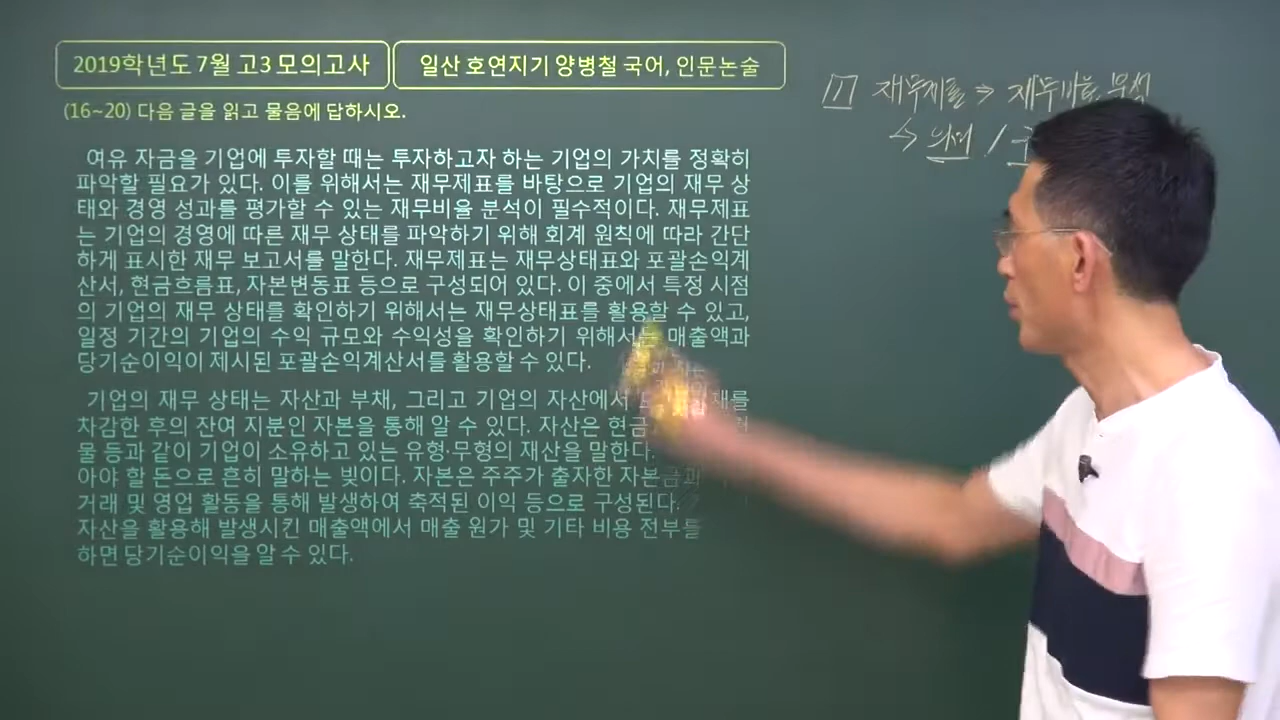 2019학년도 7월 고3 모의고사
일산 호연지기 양병철 국어, 인문논술
(16~20) 다음 글을 읽고 물음에 답하시오.
여유 자금을 기업에 투자할 때는 투자하고자 하는 기업의 가치를 정확히
파악할 필요가 있다. 이를 위해서는 재무제표를 바탕으로 기업의 재무 상
태와 경영 성과를 평가할 수 있는 재무비율 분석이 필수적이다. 재무제표
는 기업의 경영에 따른 재무 상태를 파악하기 위해 회계 원칙에 따라 간단
하게 표시한 재무 보고서를 말한다. 재무제표는 재무상태표와 포괄손익계
산서, 현금흐름표, 자본변동표 등으로 구성되어 있다. 이 중에서 특정 시점
의 기업의 재무 상태를 확인하기 위해서는 재무상태표를 활용할 수 있고,
일정 기간의 기업의 수익 규모와 수익성을 확인하기 위해서는 매출액과
당기순이익이 제시된 포괄손익계산서를 활용할 수 있다.
기업의 재무 상태는 자산과 부채, 그리고 기업의 자산에서
차감한 후의 잔여 지분인 자본을 통해 알 수 있다. 자산은 현금
물 등과 같이 기업이 소유하고 있는 유형·무형의 재산을 말한다.
아야 할 돈으로 흔히 말하는 빚이다. 자본은 주주가 출자한 자본금과
거래 및 영업 활동을 통해 발생하여 축적된 이익 등으로 구성된다.
자산을 활용해 발생시킨 매출액에서 매출 원가 및 기타 비용 전부를
하면 당기순이익을 알 수 있다.
[1] 재무제표 → 재무비율 분석